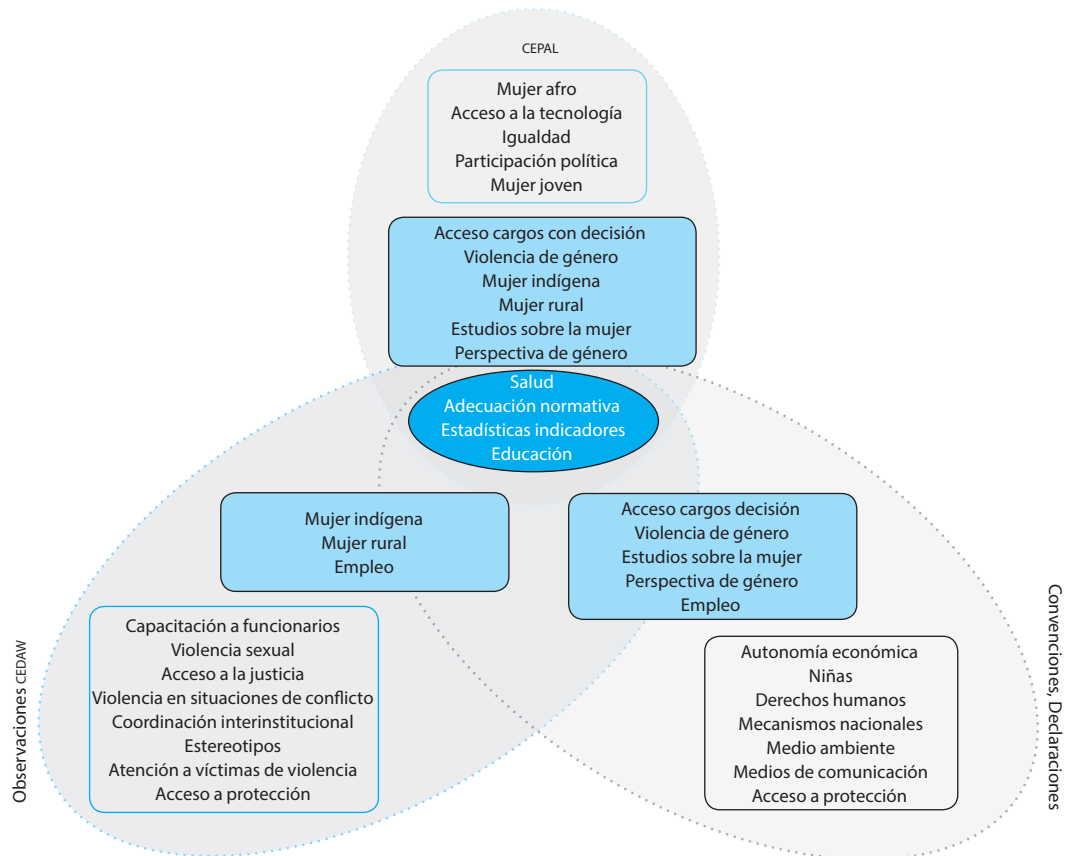 CEPAL
Mujer afro
Acceso a la tecnología
Igualdad
Participación política
Mujer joven
Acceso cargos con decisión
Violencia de género
Mujer indígena
Mujer rural
Estudios sobre la mujer
Perspectiva de género
Salud
Adecuación normativa
Estadísticas indicadores
Educación
Mujer indígena
Mujer rural
Empleo
Acceso cargos decisión
Violencia de género
Estudios sobre la mujer
Perspectiva de género
Empleo
Observaciones CEDAW
Capacitación a funcionarios
Violencia sexual
Acceso a la justicia
Violencia en situaciones de conflicto
Coordinación interinstitucional
Estereotipos
Atención a víctimas de violencia
Acceso a protección
Autonomía económica
Niñas
Derechos humanos
Mecanismos nacionales
Medio ambiente
Medios de comunicación
Acceso a protección
Convenciones, Declaraciones